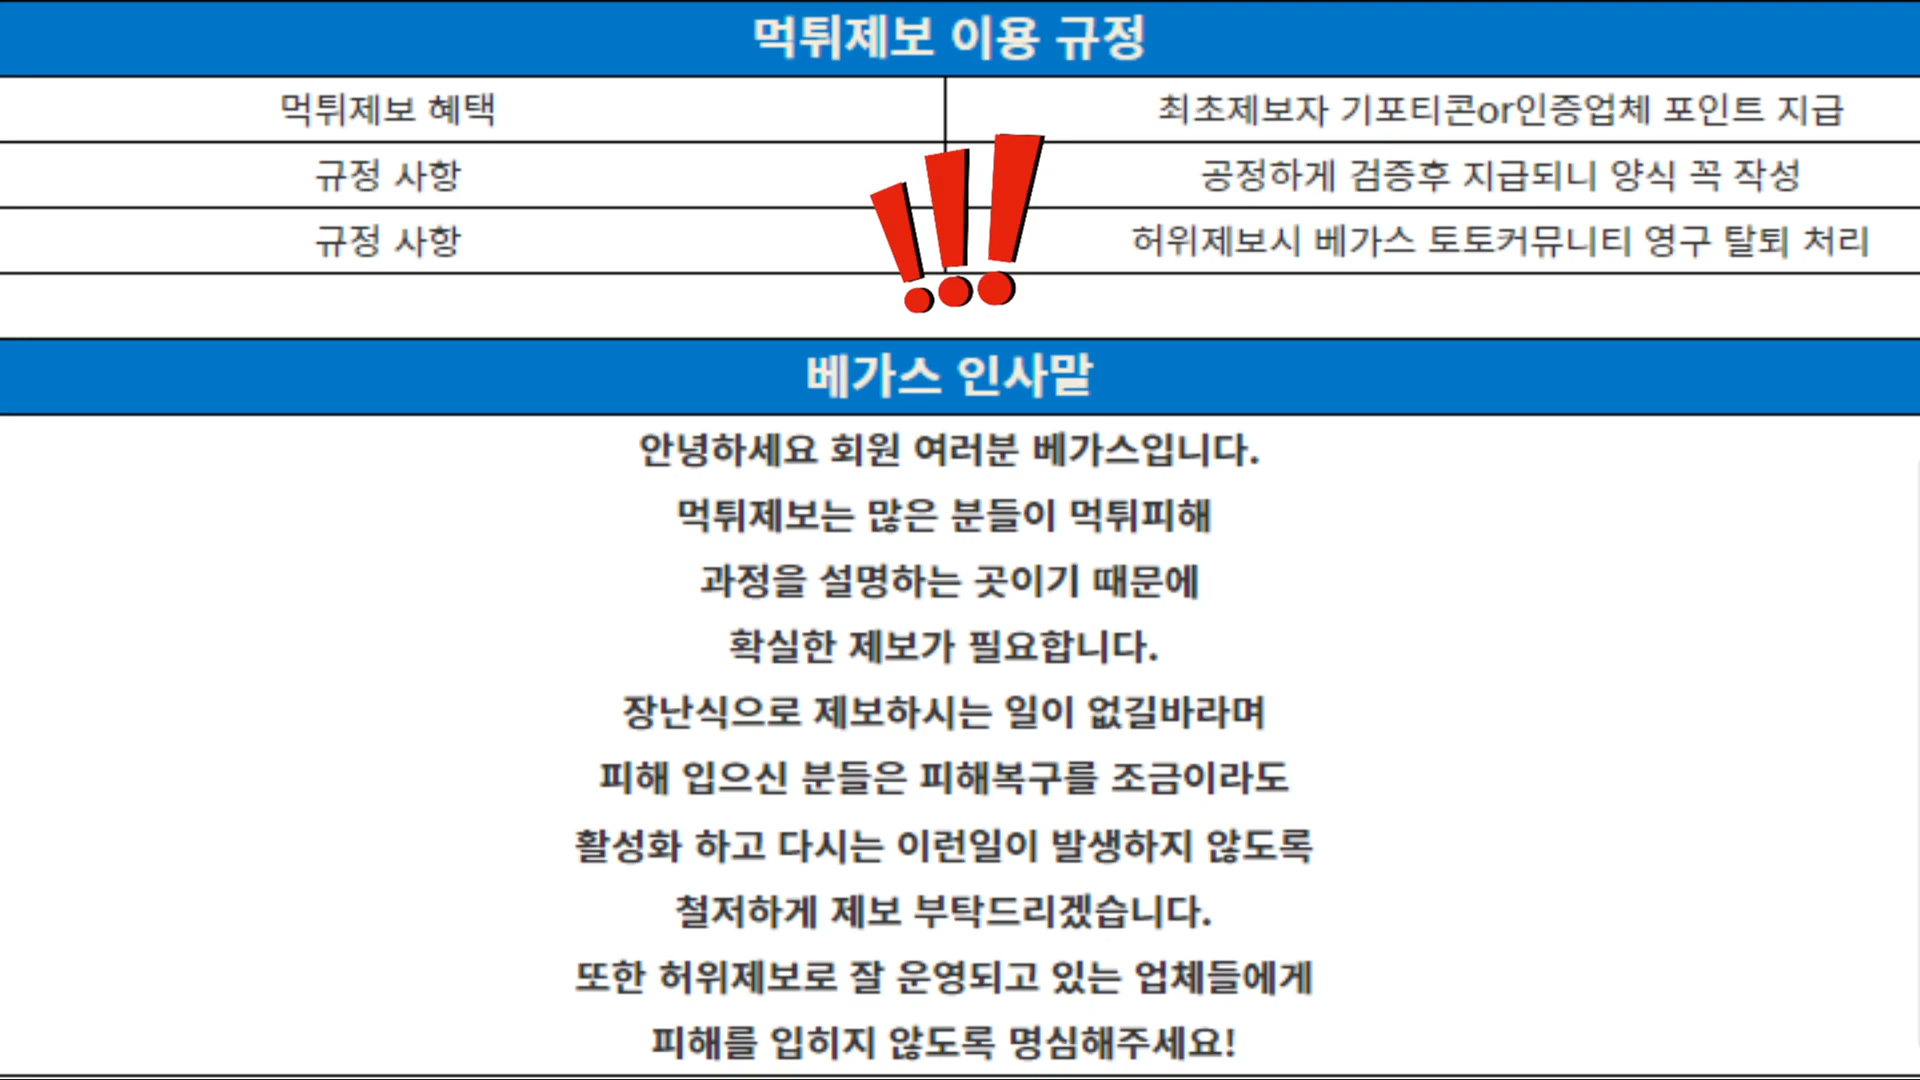 먹튀제보 이용 규정
먹튀제보 혜택 최초제보자 기포티콘or인증업체 포인트 지급
규정 사항 공정하게 검증후 지급되니 양식 꼭 작성
규정 사항 허위제보시 베가스 토토커뮤니티 영구 탈퇴 처리
베가스 인사말
안녕하세요 회원 여러분 베가스입니다.
먹튀제보는 많은 분들이 먹튀피해
과정을 설명하는 곳이기 때문에
확실한 제보가 필요합니다.
장난식으로 제보하시는 일이 없길바라며
피해 입으신 분들은 피해복구를 조금이라도
활성화 하고 다시는 이런일이 발생하지 않도록
철저하게 제보 부탁드리겠습니다.
또한 허위제보로 잘 운영되고 있는 업체들에게
피해를 입히지 않도록 명심해주세요!